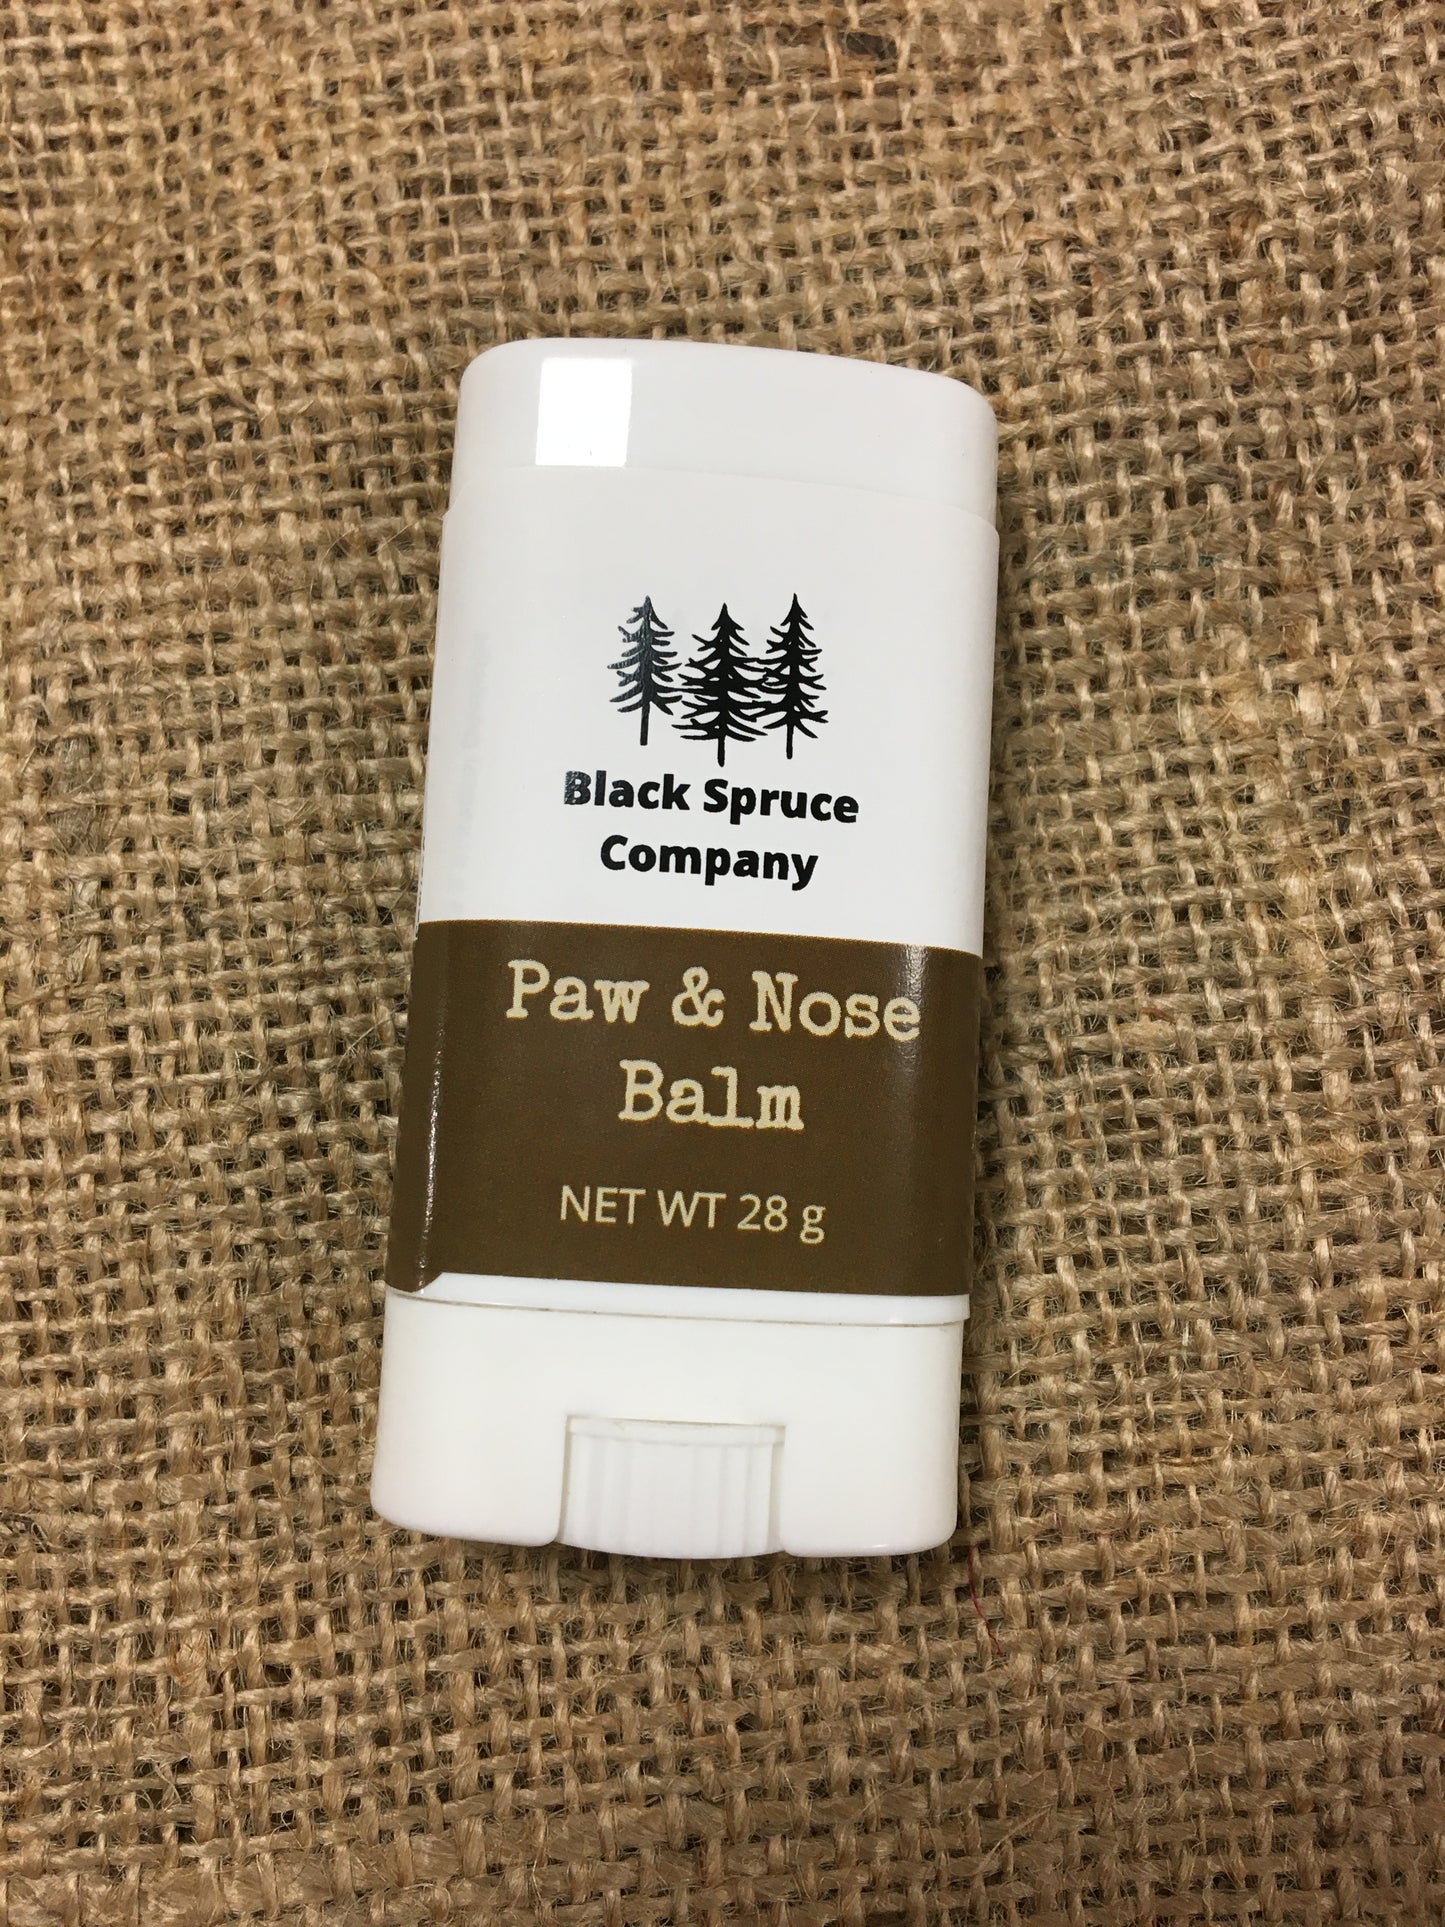 Black Spruce
Company
Paw & Nose
Balm
NET WT 28 g